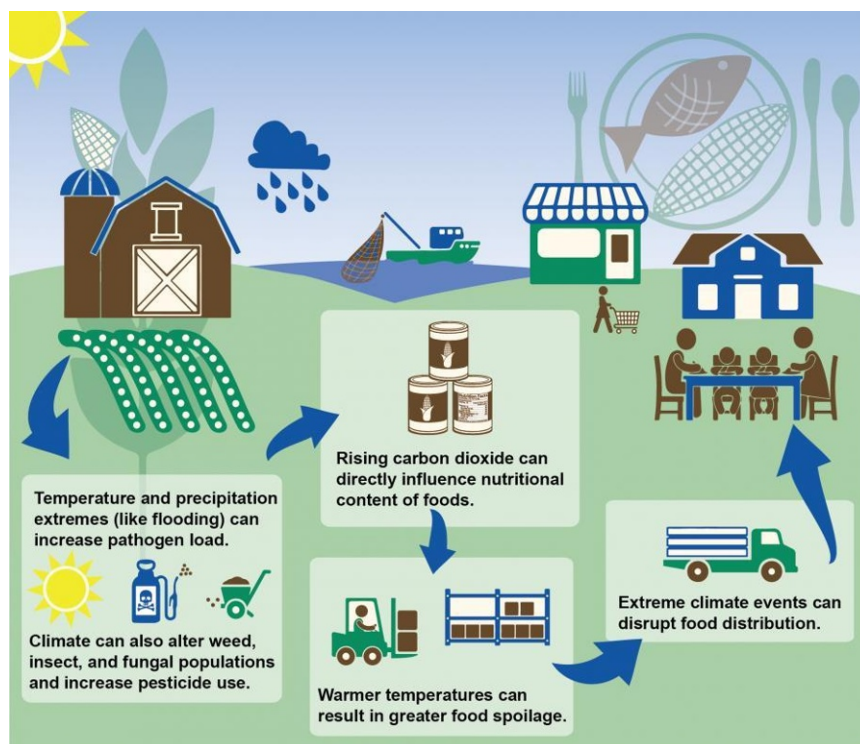 Temperature and precipitation
extremes (like flooding) can
increase pathogen load.
Climate can also alter weed,
insect, and fungal populations
and increase pesticide use.
Rising carbon dioxide can
directly influence nutritional
content of foods.
Warmer temperatures can
result in greater food spoilage.
Extreme climate events can
disrupt food distribution.